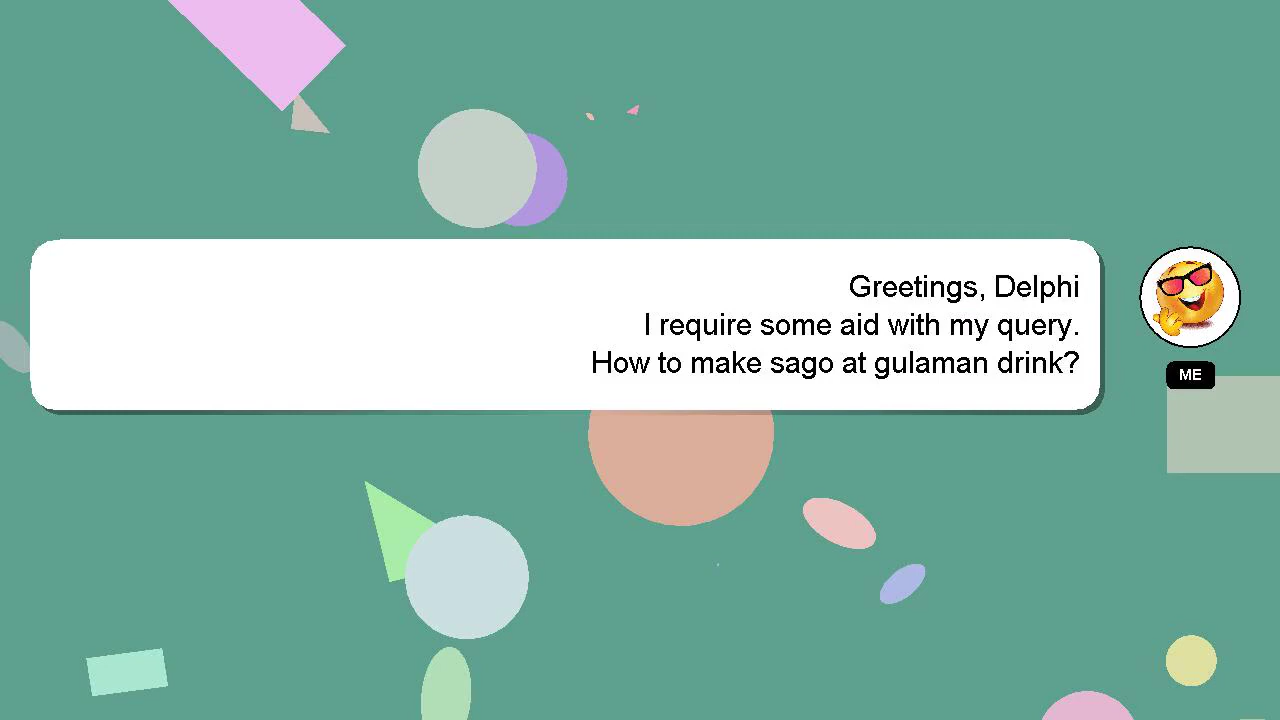 Greetings, Delphi
I require some aid with my query.
How to make sago at gulaman drink?
ME